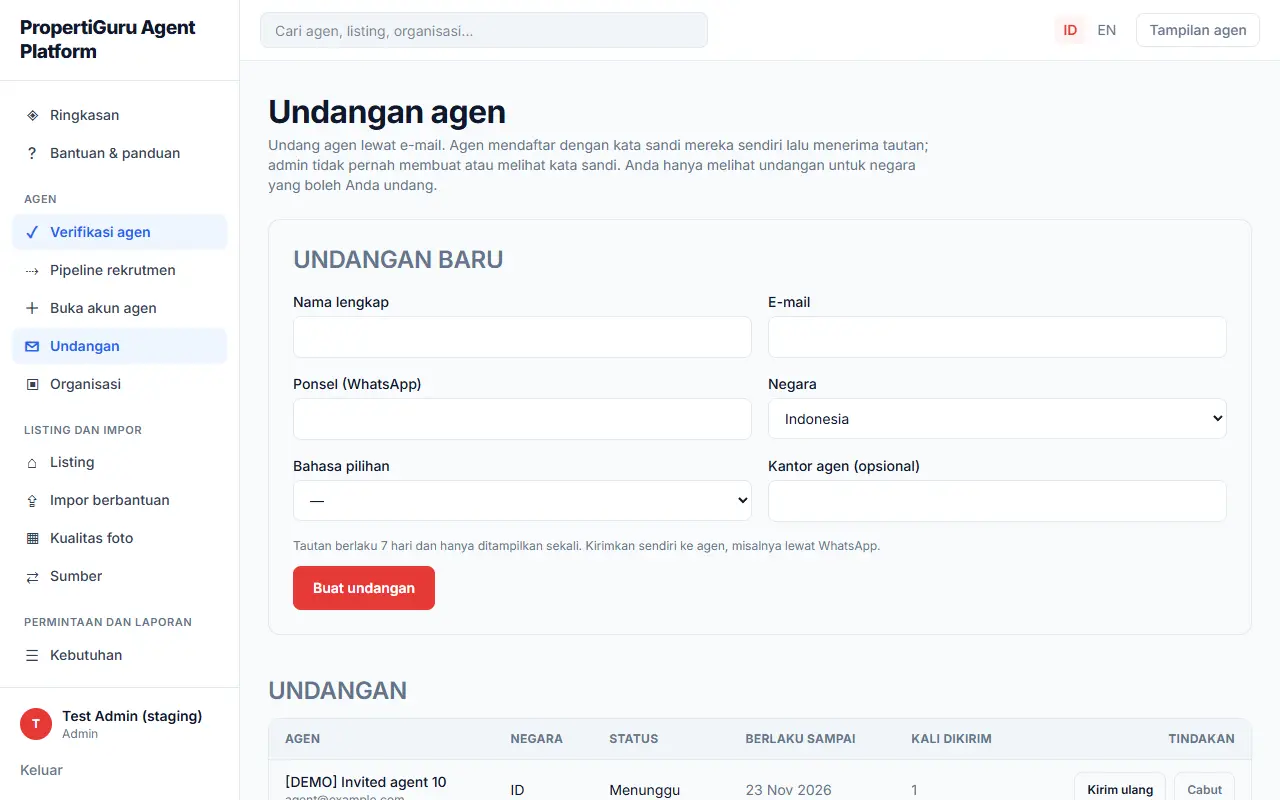 PropertiGuru Agent
Platform
Cari agen, listing, organisasi...
ID
EN
Tampilan agen
Ringkasan
? Bantuan & panduan
AGEN
Verifikasi agen
Pipeline rekrutmen
Buka akun agen
Undangan
Organisasi
LISTING DAN IMPOR
Listing
Impor berbantuan
Kualitas foto
Sumber
PERMINTAAN DAN LAPORAN
Kebutuhan
T
Test Admin (staging)
Admin
Keluar
Undangan agen
Undang agen lewat e-mail. Agen mendaftar dengan kata sandi mereka sendiri lalu menerima tautan;
admin tidak pernah membuat atau melihat kata sandi. Anda hanya melihat undangan untuk negara
yang boleh Anda undang.
UNDANGAN BARU
Nama lengkap
E-mail
Ponsel (WhatsApp)
Negara
Indonesia
Bahasa pilihan
Kantor agen (opsional)
—
Tautan berlaku 7 hari dan hanya ditampilkan sekali. Kirimkan sendiri ke agen, misalnya lewat WhatsApp.
Buat undangan
UNDANGAN
AGEN NEGARA STATUS BERLAKU SAMPAI KALI DIKIRIM TINDAKAN
[DEMO] Invited agent 10
agent@example.com
ID Menunggu 23 Nov 2026 1 Kirim ulang Cabut